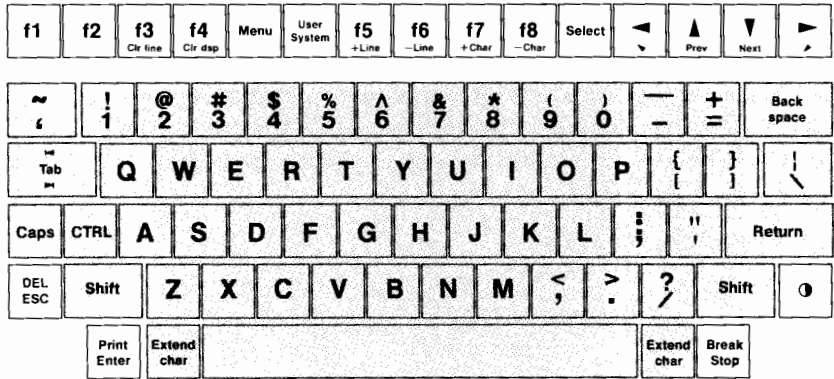 f1 f2 f3 f4 Menu User System f5 f6 f7 f8 Select ◄ ▲ ▼ ►
Clr line Clr dsp +Line −Line +Char −Char Prev Next
~ ! @ # $ % ^ & * ( ) — + Back space
` 1 2 3 4 5 6 7 8 9 0 − =
Tab Q W E R T Y U I O P { } ¦
[ ] \
Caps CTRL A S D F G H J K L : " Return
; '
DEL Shift Z X C V B N M < > ? Shift
ESC , . /
Print Extend Extend Break
Enter char char Stop